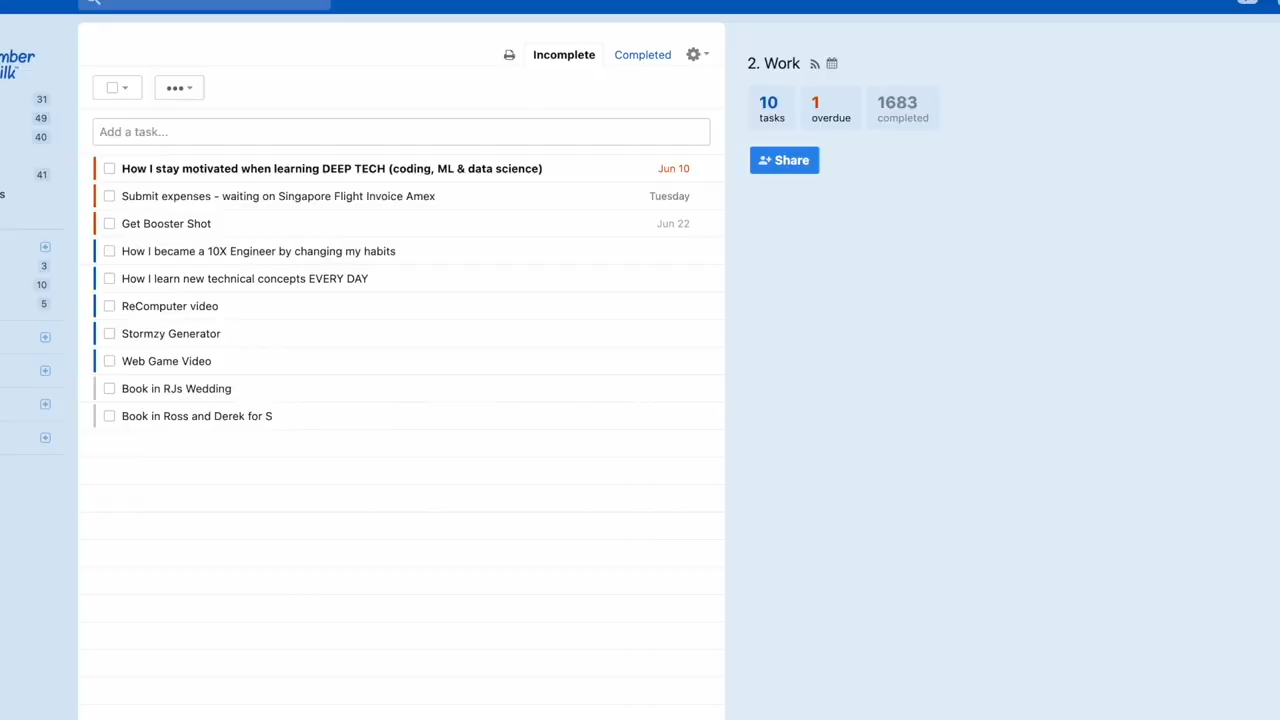 mber
ilk™
31
49
40
41
s
3
10
5
Incomplete
Completed
•••
Add a task...
How I stay motivated when learning DEEP TECH (coding, ML & data science) Jun 10
Submit expenses - waiting on Singapore Flight Invoice Amex Tuesday
Get Booster Shot Jun 22
How I became a 10X Engineer by changing my habits
How I learn new technical concepts EVERY DAY
ReComputer video
Stormzy Generator
Web Game Video
Book in RJs Wedding
Book in Ross and Derek for S
2. Work
10 1 1683
tasks overdue completed
Share